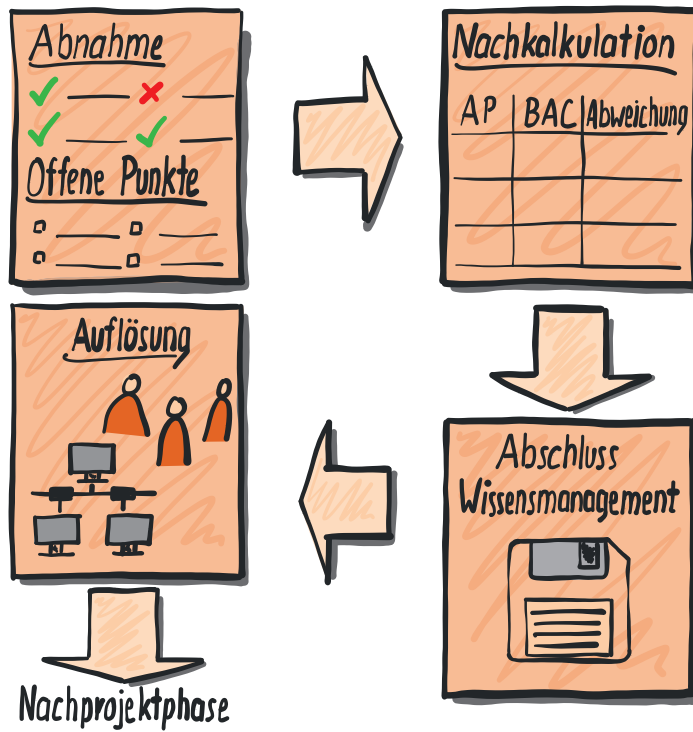 Abnahme
Offene Punkte
Nachkalkulation
AP BAC Abweichung
Abschluss
Wissensmanagement
Auflösung
Nachprojektphase